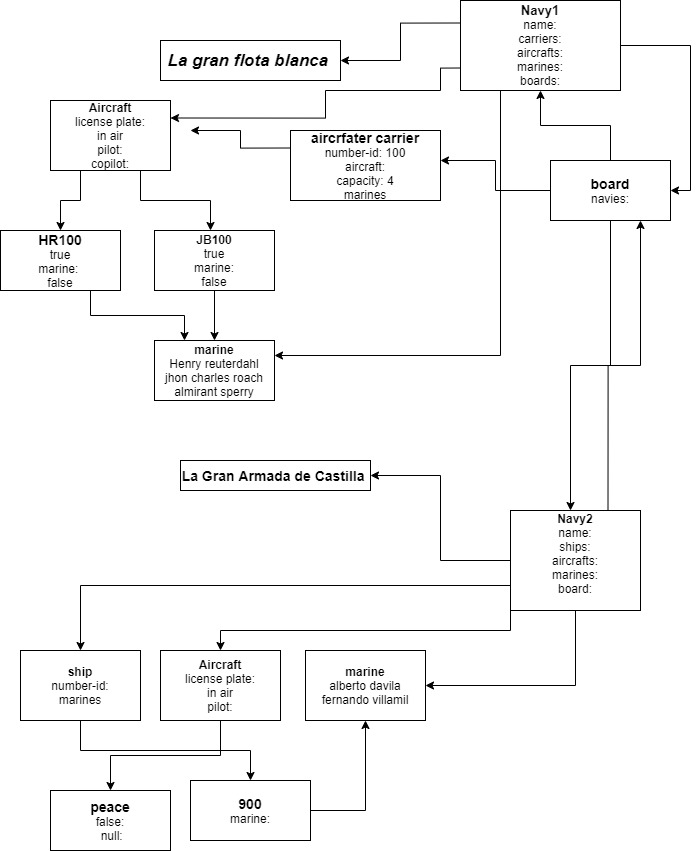 Navy1
name:
carriers:
aircrafts:
marines:
boards:
La gran flota blanca
Aircraft
license plate:
in air
pilot:
copilot:
aircrfater carrier
number-id: 100
aircraft:
capacity: 4
marines
board
navies:
HR100
true
marine:
false
JB100
true
marine:
false
marine
Henry reuterdahl
jhon charles roach
almirant sperry
La Gran Armada de Castilla
Navy2
name:
ships:
aircrafts:
marines:
board:
ship
number-id:
marines
Aircraft
license plate:
in air
pilot:
marine
alberto davila
fernando villamil
peace
false:
null:
900
marine: